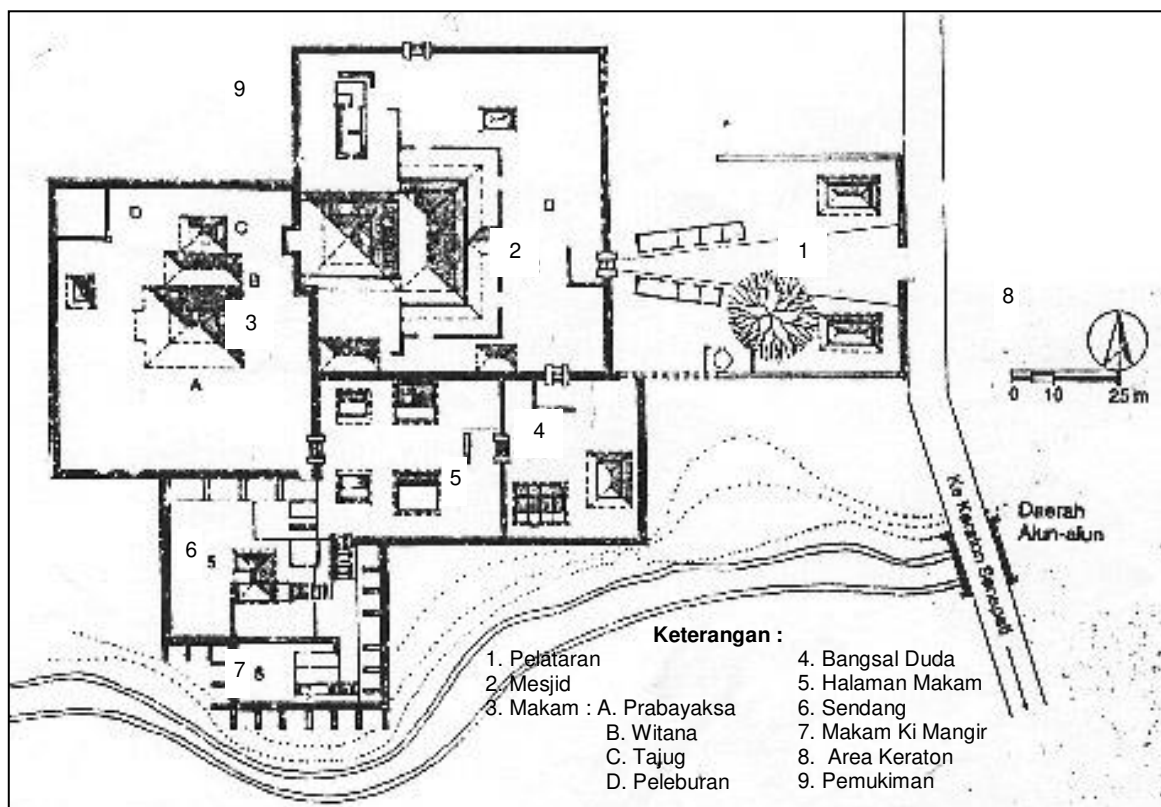 9
D
C
B
3
A
2
1
8
0 10 25 m
4
5
6
5
Daerah
Alun-alun
Ke Keraton Senapati
7
6
Keterangan :
1. Pelataran
2. Mesjid
3. Makam : A. Prabayaksa
B. Witana
C. Tajug
D. Peleburan
4. Bangsal Duda
5. Halaman Makam
6. Sendang
7. Makam Ki Mangir
8. Area Keraton
9. Pemukiman